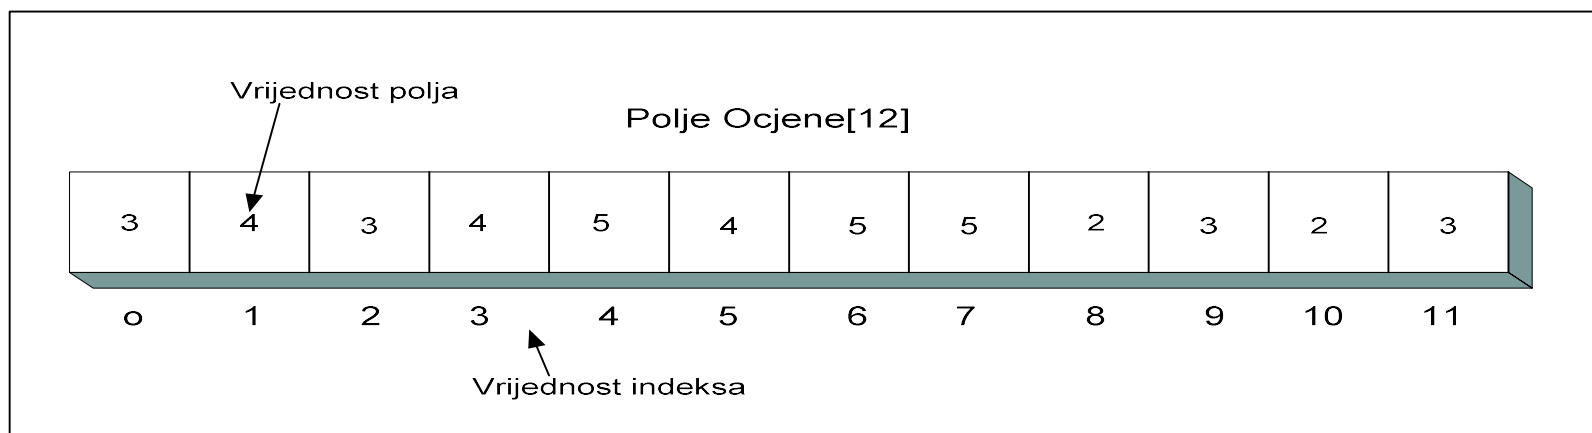 Vrijednost polja
Polje Ocjene[12]
3 4 3 4 5 4 5 5 2 3 2 3
o 1 2 3 4 5 6 7 8 9 10 11
Vrijednost indeksa